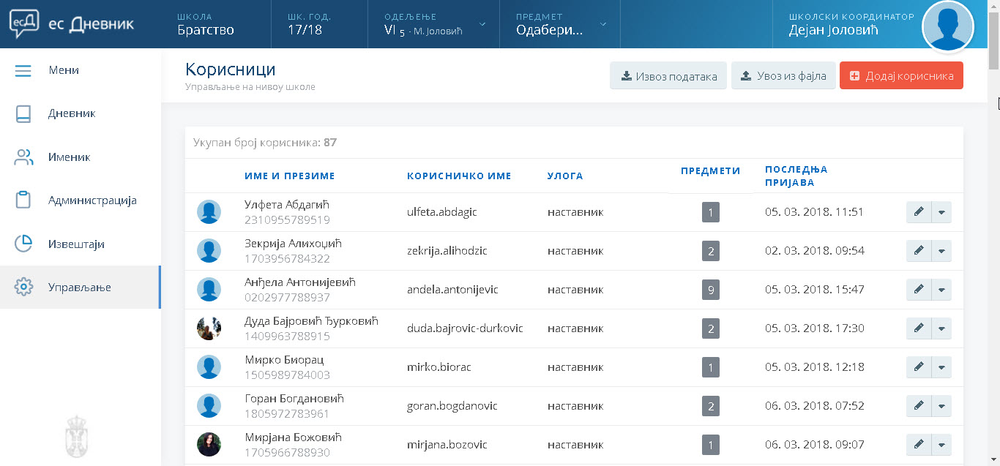 есД ес Дневник
ШКОЛА
Братство
ШК. ГОД.
17/18
ОДЕЉЕЊЕ
VI 5 - М. Јоловић
ПРЕДМЕТ
Одабери...
ШКОЛСКИ КООРДИНАТОР
Дејан Јоловић
Мени
Дневник
Именик
Администрација
Извештаји
Управљање
Корисници
Управљање на нивоу школе
Извоз података
Увоз из фајла
Додај корисника
Укупан број корисника: 87
ИМЕ И ПРЕЗИМЕ КОРИСНИЧКО ИМЕ УЛОГА ПРЕДМЕТИ ПОСЛЕДЊА
ПРИЈАВА
Улфета Абдагић
2310955789519
ulfeta.abdagic наставник 1 05. 03. 2018. 11:51
Зекрија Алихоџић
1703956784322
zekrija.alihodzic наставник 2 02. 03. 2018. 09:54
Анђела Антонијевић
0202977788937
andela.antonijevic наставник 9 05. 03. 2018. 15:47
Дуда Бајровић Ђурковић
1409963788915
duda.bajrovic-durkovic наставник 2 05. 03. 2018. 17:30
Мирко Биорац
1505989784003
mirko.biorac наставник 1 05. 03. 2018. 12:18
Горан Богдановић
1805972783961
goran.bogdanovic наставник 2 06. 03. 2018. 07:52
Мирјана Божовић
1705966788930
mirjana.bozovic наставник 1 06. 03. 2018. 09:07